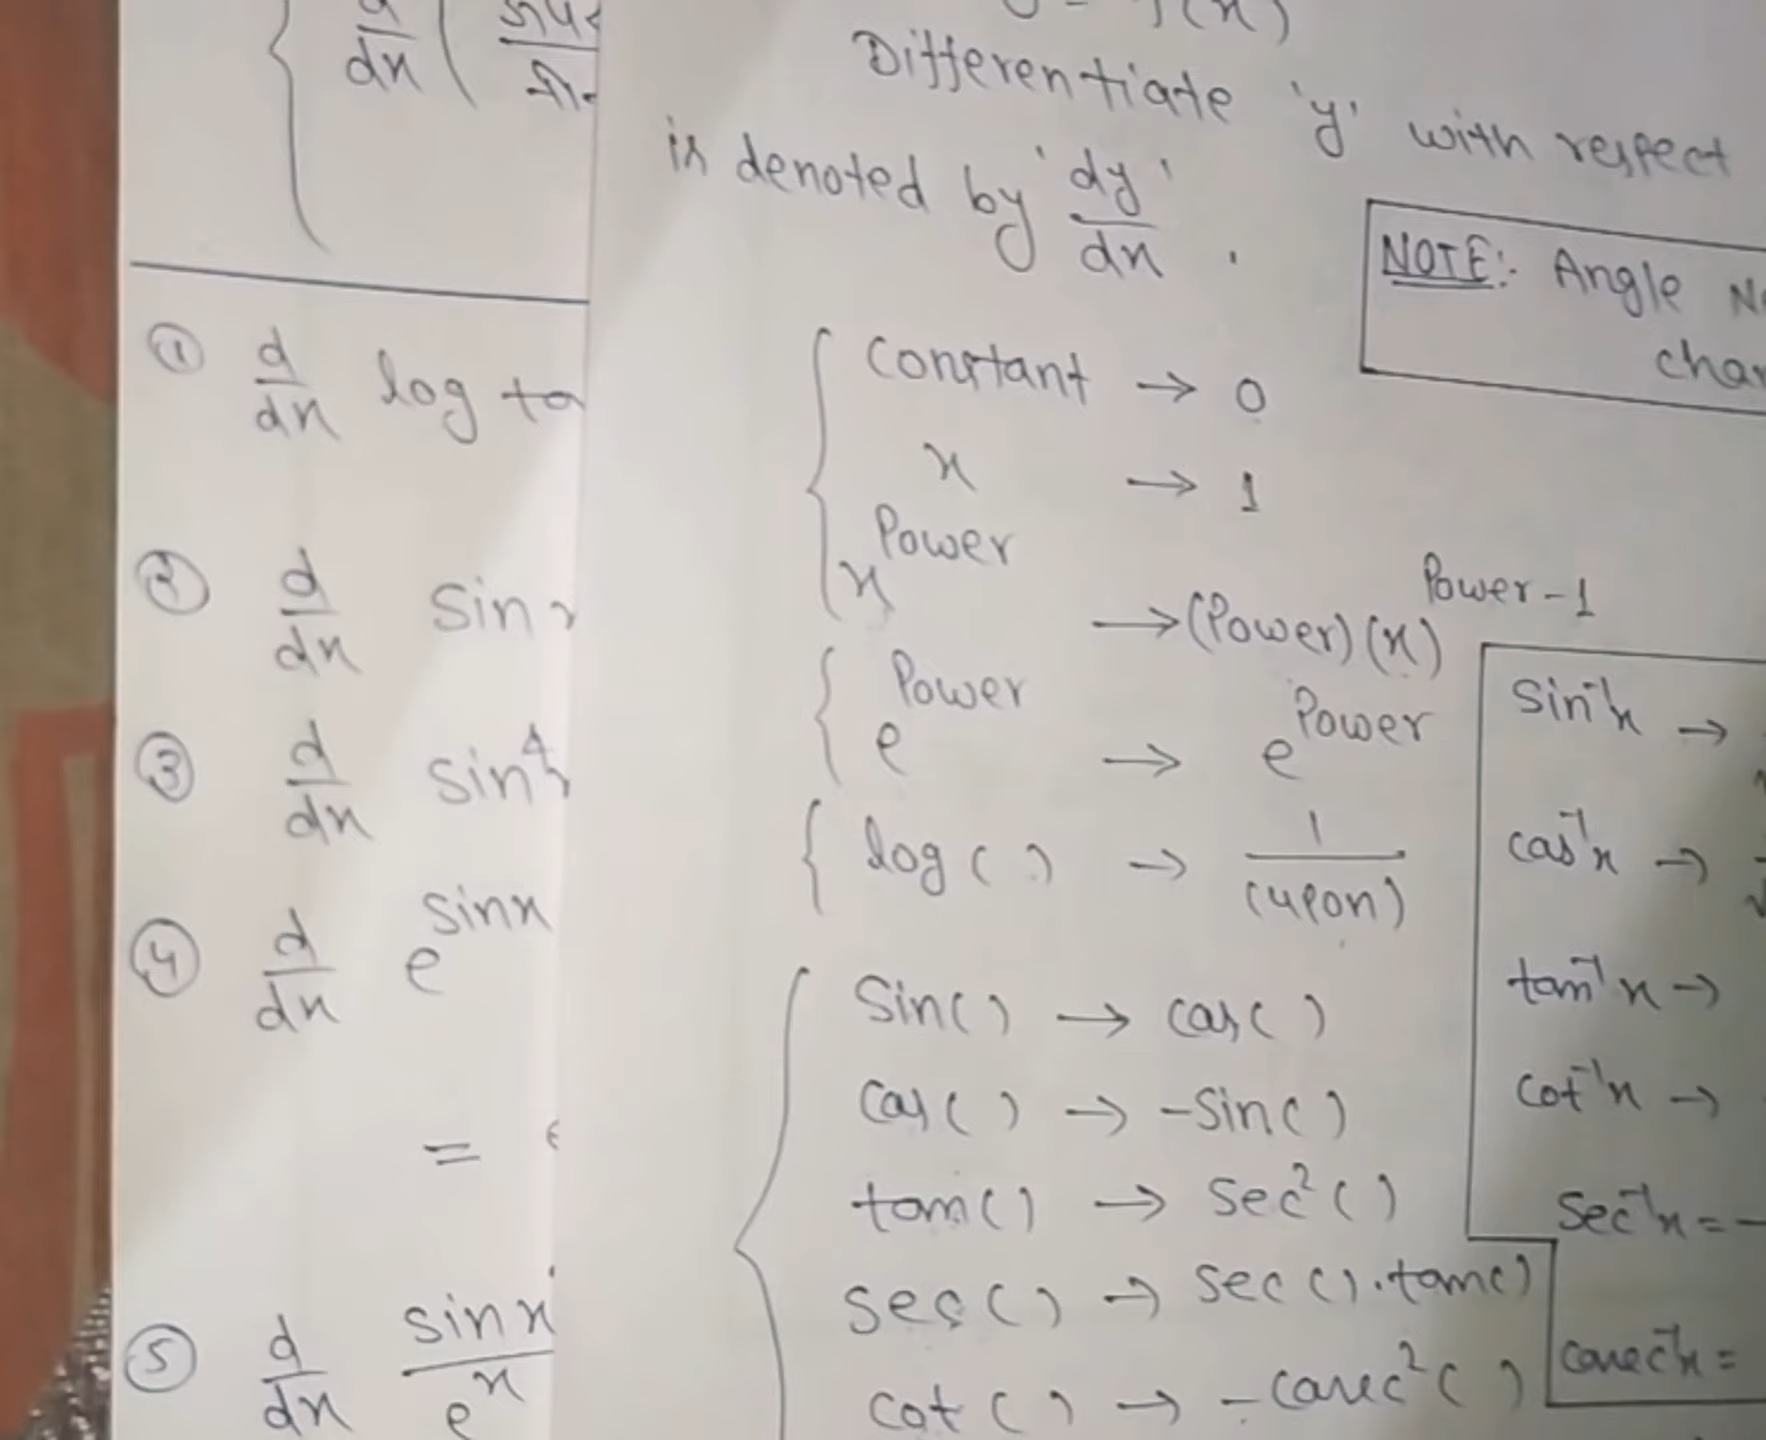 d/dx (
① d/dx log
② d/dx sin
③ d/dx sin⁴
④ d/dx e^sinx
=
⑤ d/dx sinx/e^x
Differentiate 'y' with respect
is denoted by 'dy/dx' .
NOTE:- Angle
constant → 0
x → 1
x^Power → (Power) (x)^Power-1
e^Power → e^Power
log ( ) → 1/(upon)
Sin( ) → cos( )
cos( ) → -Sin( )
tan( ) → Sec²( )
sec( ) → sec( ).tan( )
cot ( ) → -cosec²( )
Sin⁻¹x →
cos⁻¹x →
tan⁻¹x →
cot⁻¹x →
Sec⁻¹x = -
cosec⁻¹x =